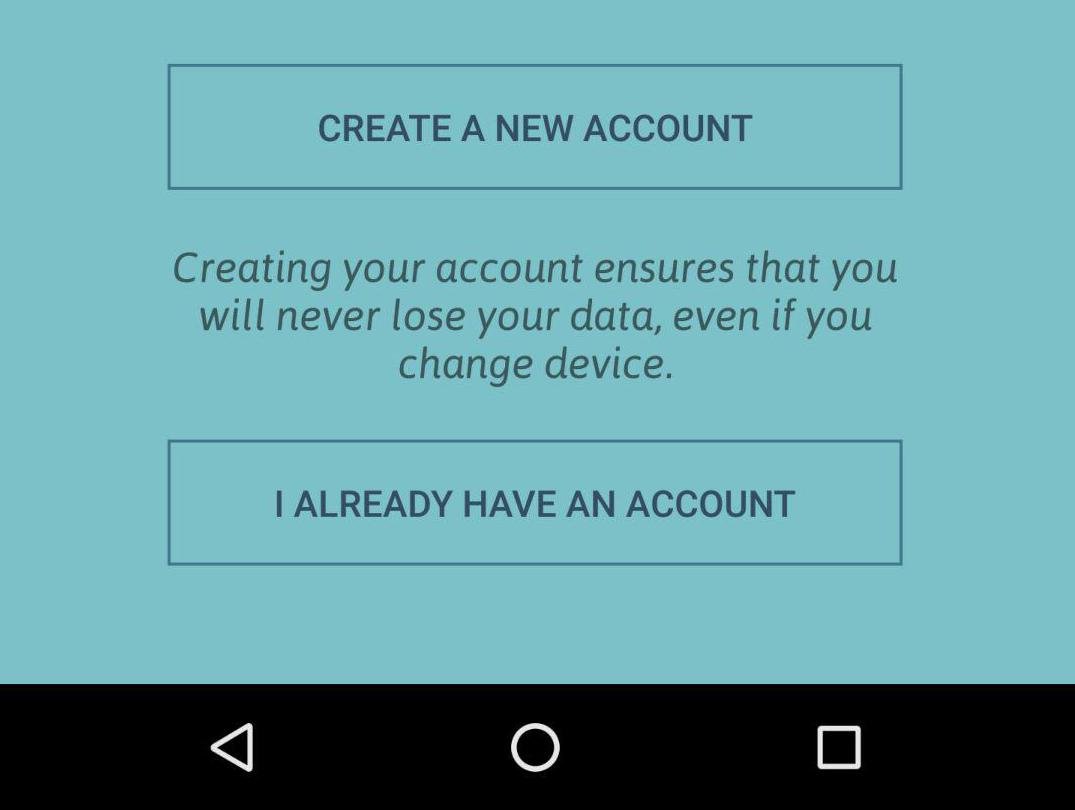 CREATE A NEW ACCOUNT
Creating your account ensures that you
will never lose your data, even if you
change device.
I ALREADY HAVE AN ACCOUNT